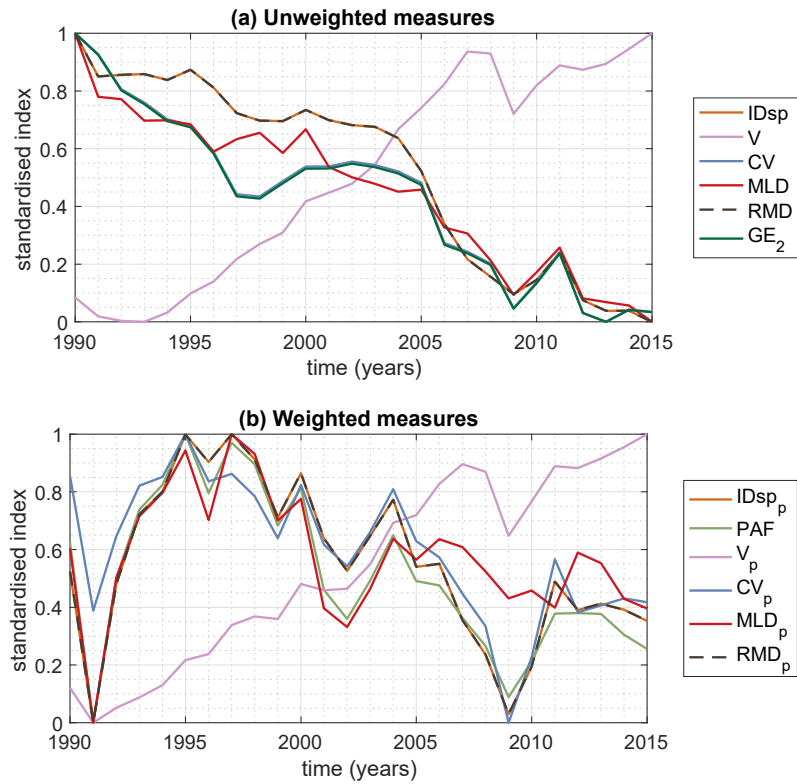 (a) Unweighted measures
standardised index
1
0.8
0.6
0.4
0.2
0
1990 1995 2000 2005 2010 2015
time (years)
IDsp
V
CV
MLD
RMD
GE2
(b) Weighted measures
standardised index
1
0.8
0.6
0.4
0.2
0
1990 1995 2000 2005 2010 2015
time (years)
IDspp
PAF
Vp
CVp
MLDp
RMDp